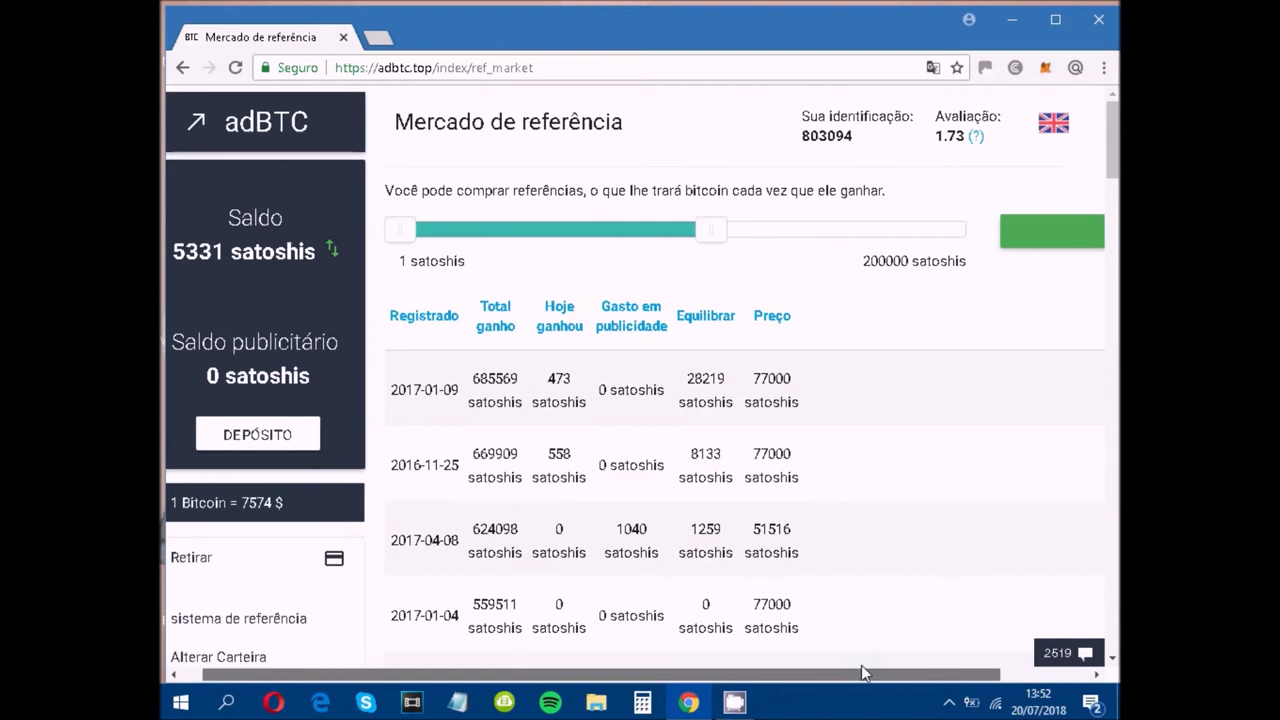 BTC Mercado de referência
Seguro https://adbtc.top/index/ref_market
adBTC
Mercado de referência
Sua identificação:
803094
Avaliação:
1.73 (?)
Saldo
5331 satoshis
Saldo publicitário
0 satoshis
DEPÓSITO
1 Bitcoin = 7574 $
Retirar
sistema de referência
Alterar Carteira
Você pode comprar referências, o que lhe trará bitcoin cada vez que ele ganhar.
1 satoshis
200000 satoshis
Registrado Total ganho Hoje ganhou Gasto em publicidade Equilibrar Preço
2017-01-09 685569 satoshis 473 satoshis 0 satoshis 28219 satoshis 77000 satoshis
2016-11-25 669909 satoshis 558 satoshis 0 satoshis 8133 satoshis 77000 satoshis
2017-04-08 624098 satoshis 0 satoshis 1040 satoshis 1259 satoshis 51516 satoshis
2017-01-04 559511 satoshis 0 satoshis 0 satoshis 0 satoshis 77000 satoshis
2519
13:52
20/07/2018
2